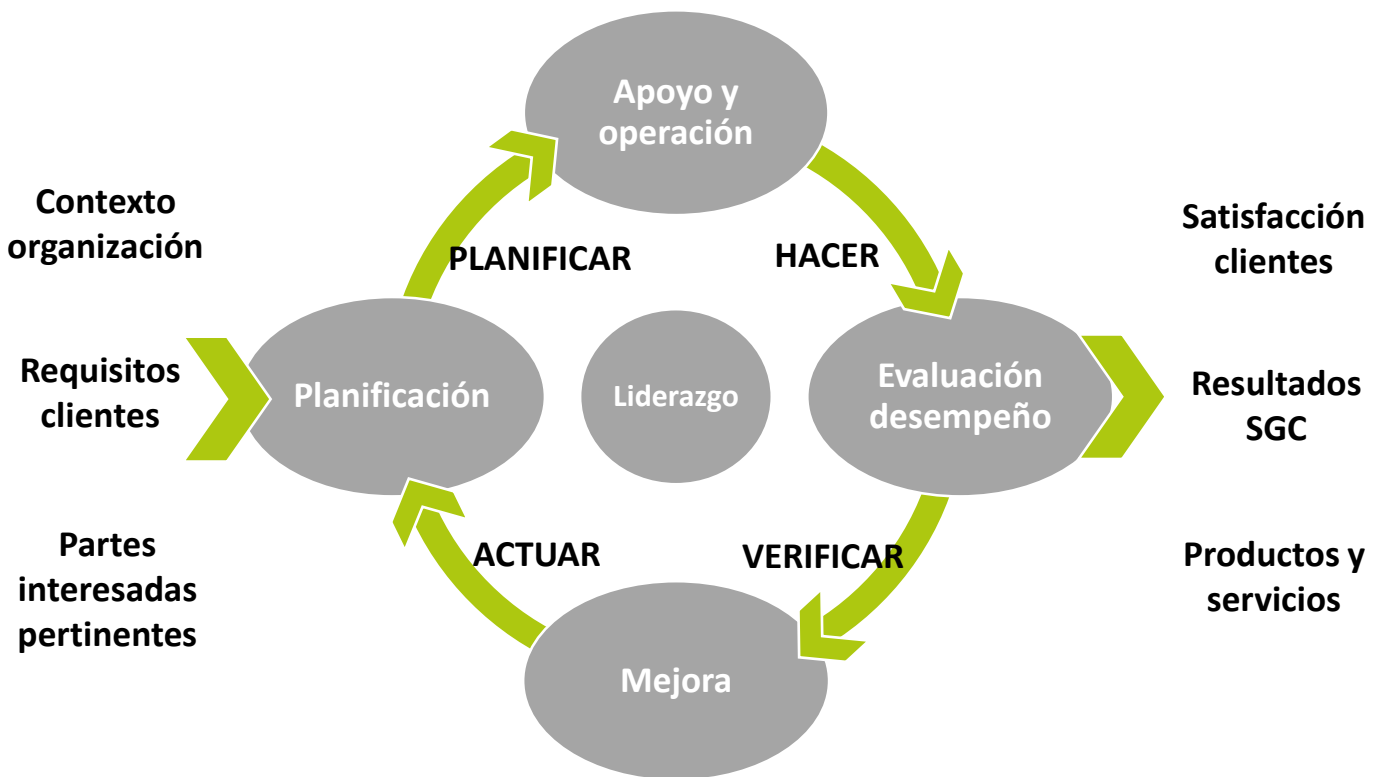 Apoyo y
operación
Contexto
organización
Satisfacción
clientes
PLANIFICAR
HACER
Requisitos
clientes
Planificación
Liderazgo
Evaluación
desempeño
Resultados
SGC
Partes
interesadas
pertinentes
ACTUAR
VERIFICAR
Productos y
servicios
Mejora